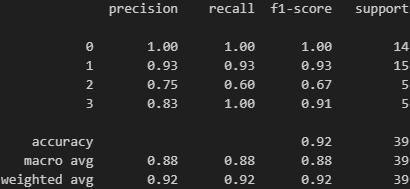 precision recall f1-score support
0 1.00 1.00 1.00 14
1 0.93 0.93 0.93 15
2 0.75 0.60 0.67 5
3 0.83 1.00 0.91 5
accuracy 0.92 39
macro avg 0.88 0.88 0.88 39
weighted avg 0.92 0.92 0.92 39